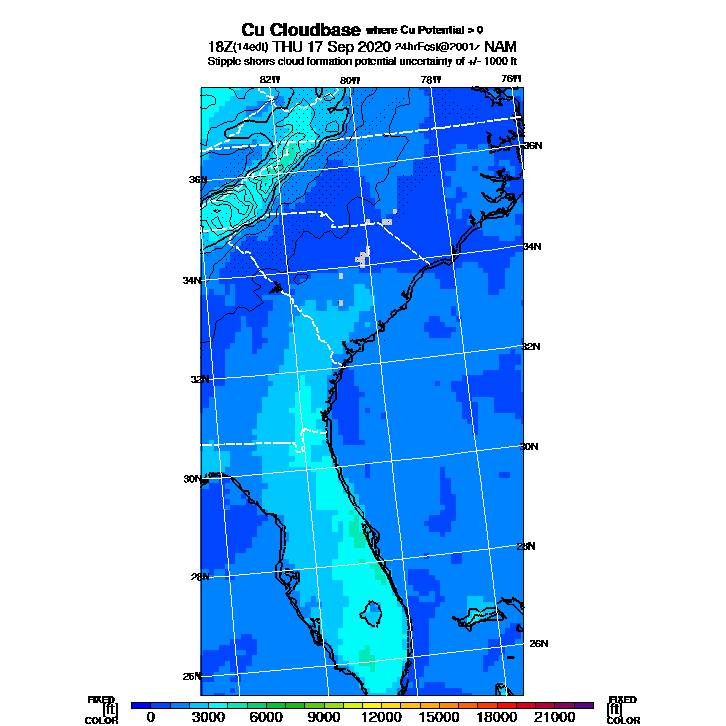 Cu Cloudbase where Cu Potential > 0
18Z(14edt) THU 17 Sep 2020 24hrFcst@2001z NAM
Stipple shows cloud formation potential uncertainty of +/- 1000 ft
82W 80W 78W 76W
36N 36N
34N 34N
32N 32N
30N 30N
28N 28N
26N 26N
FIXED FIXED
[ft] [ft]
COLOR COLOR
0 3000 6000 9000 12000 15000 18000 21000